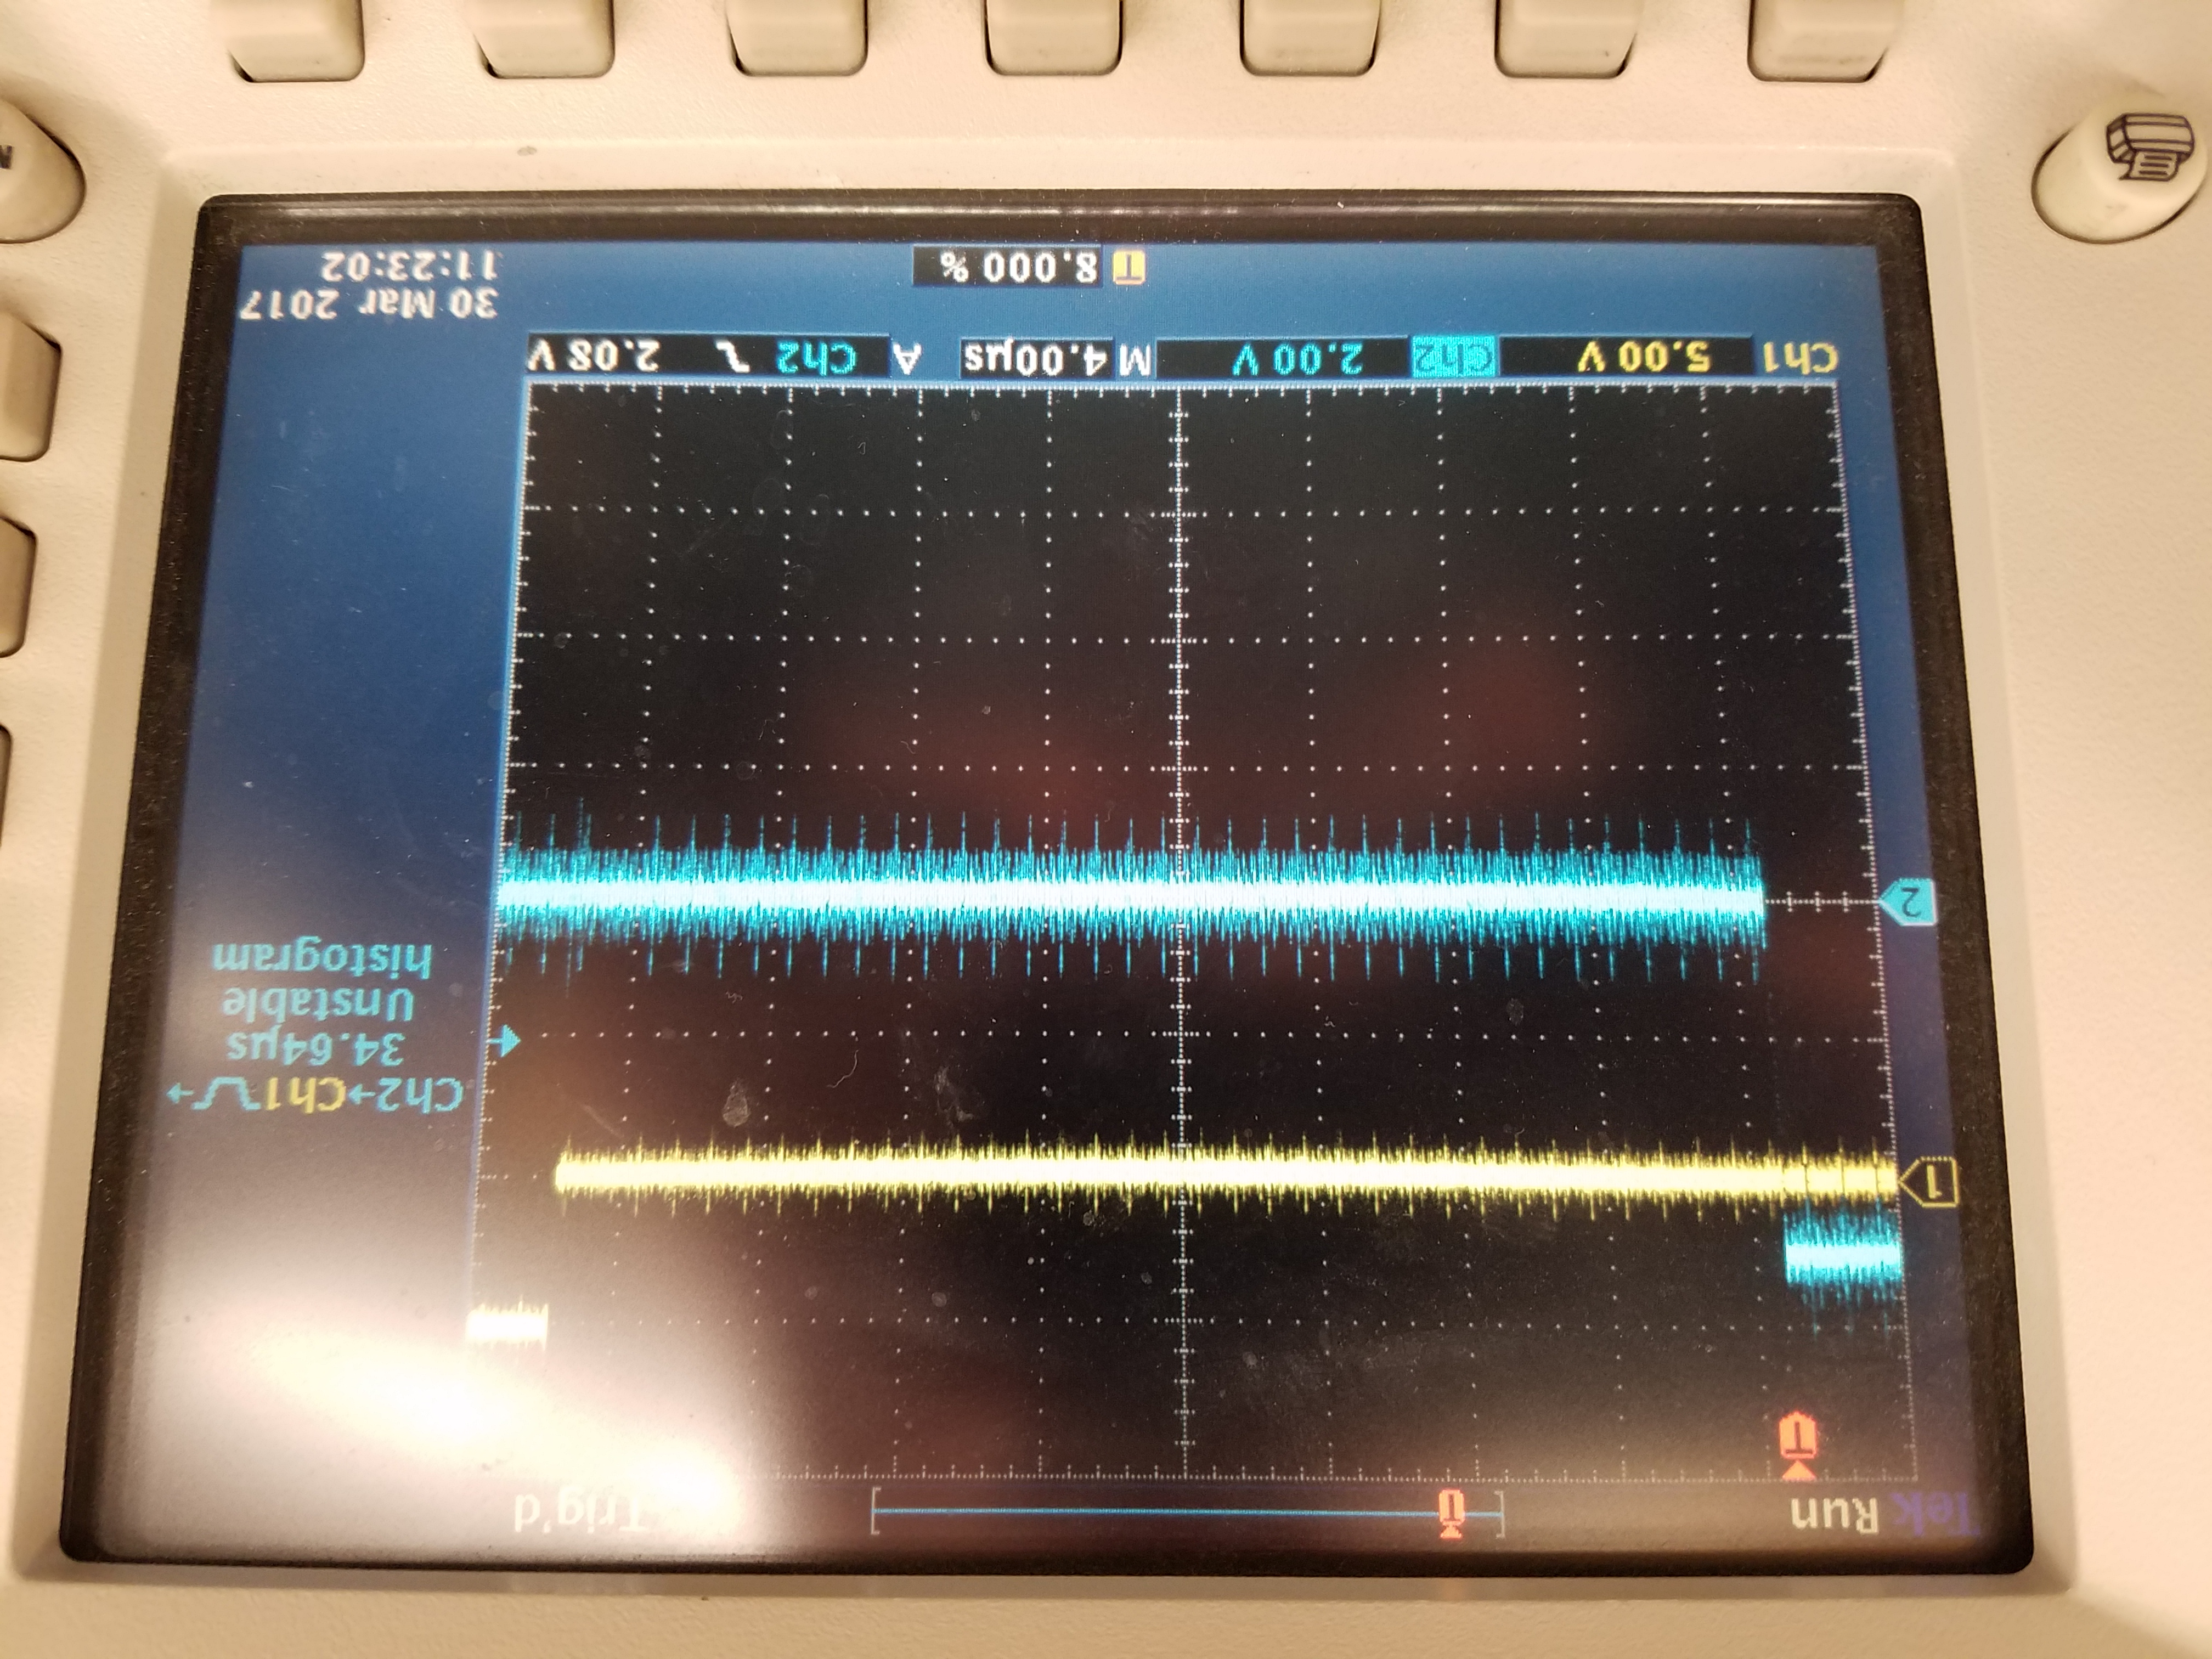 Tek Run Trig'd
T
T
1
Ch2→Ch1
34.64µs
Unstable
histogram
2
Ch1 5.00 V Ch2 2.00 V M 4.00µs A Ch2 2.08 V
30 Mar 2017
11:23:02
T 8.000 %